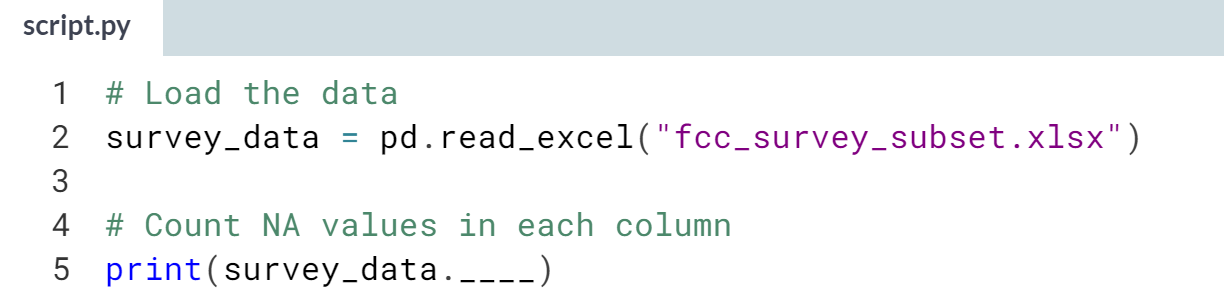 script.py
1 # Load the data
2 survey_data = pd.read_excel("fcc_survey_subset.xlsx")
3
4 # Count NA values in each column
5 print(survey_data.____)